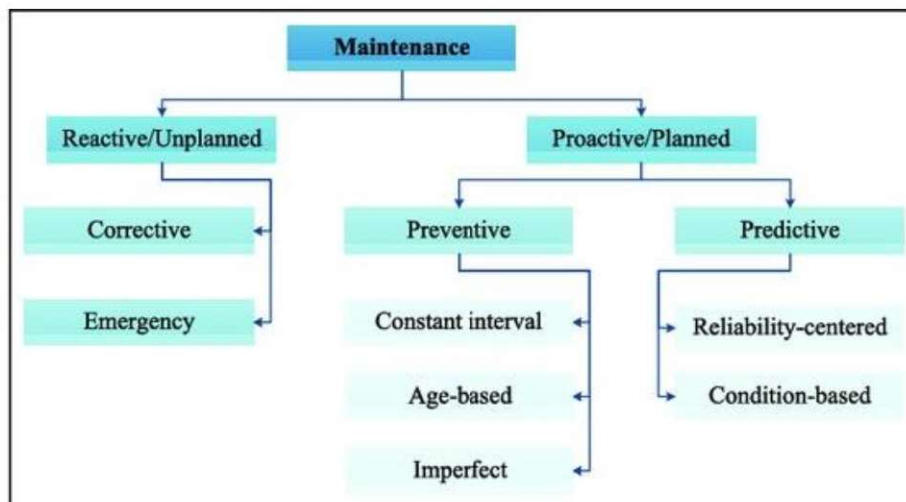 Maintenance
Reactive/Unplanned
Proactive/Planned
Corrective
Preventive
Predictive
Emergency
Constant interval
Reliability-centered
Age-based
Condition-based
Imperfect